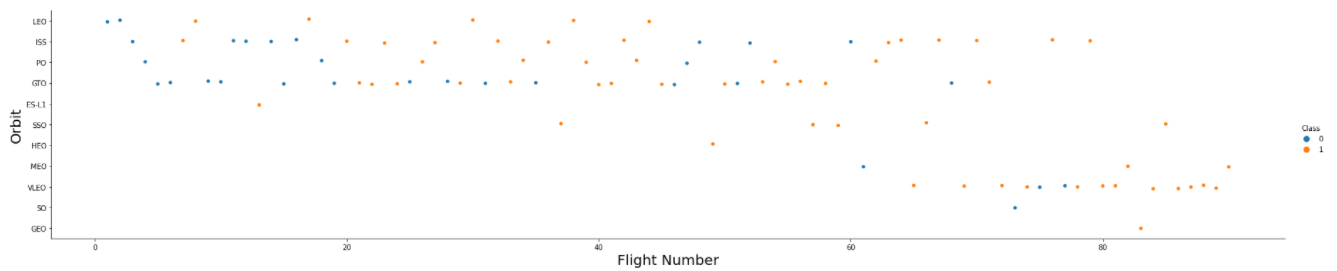 LEO
ISS
PO
GTO
ES-L1
SSO
HEO
MEO
VLEO
SO
GEO
Orbit
0 20 40 60 80
Flight Number
Class
0
1